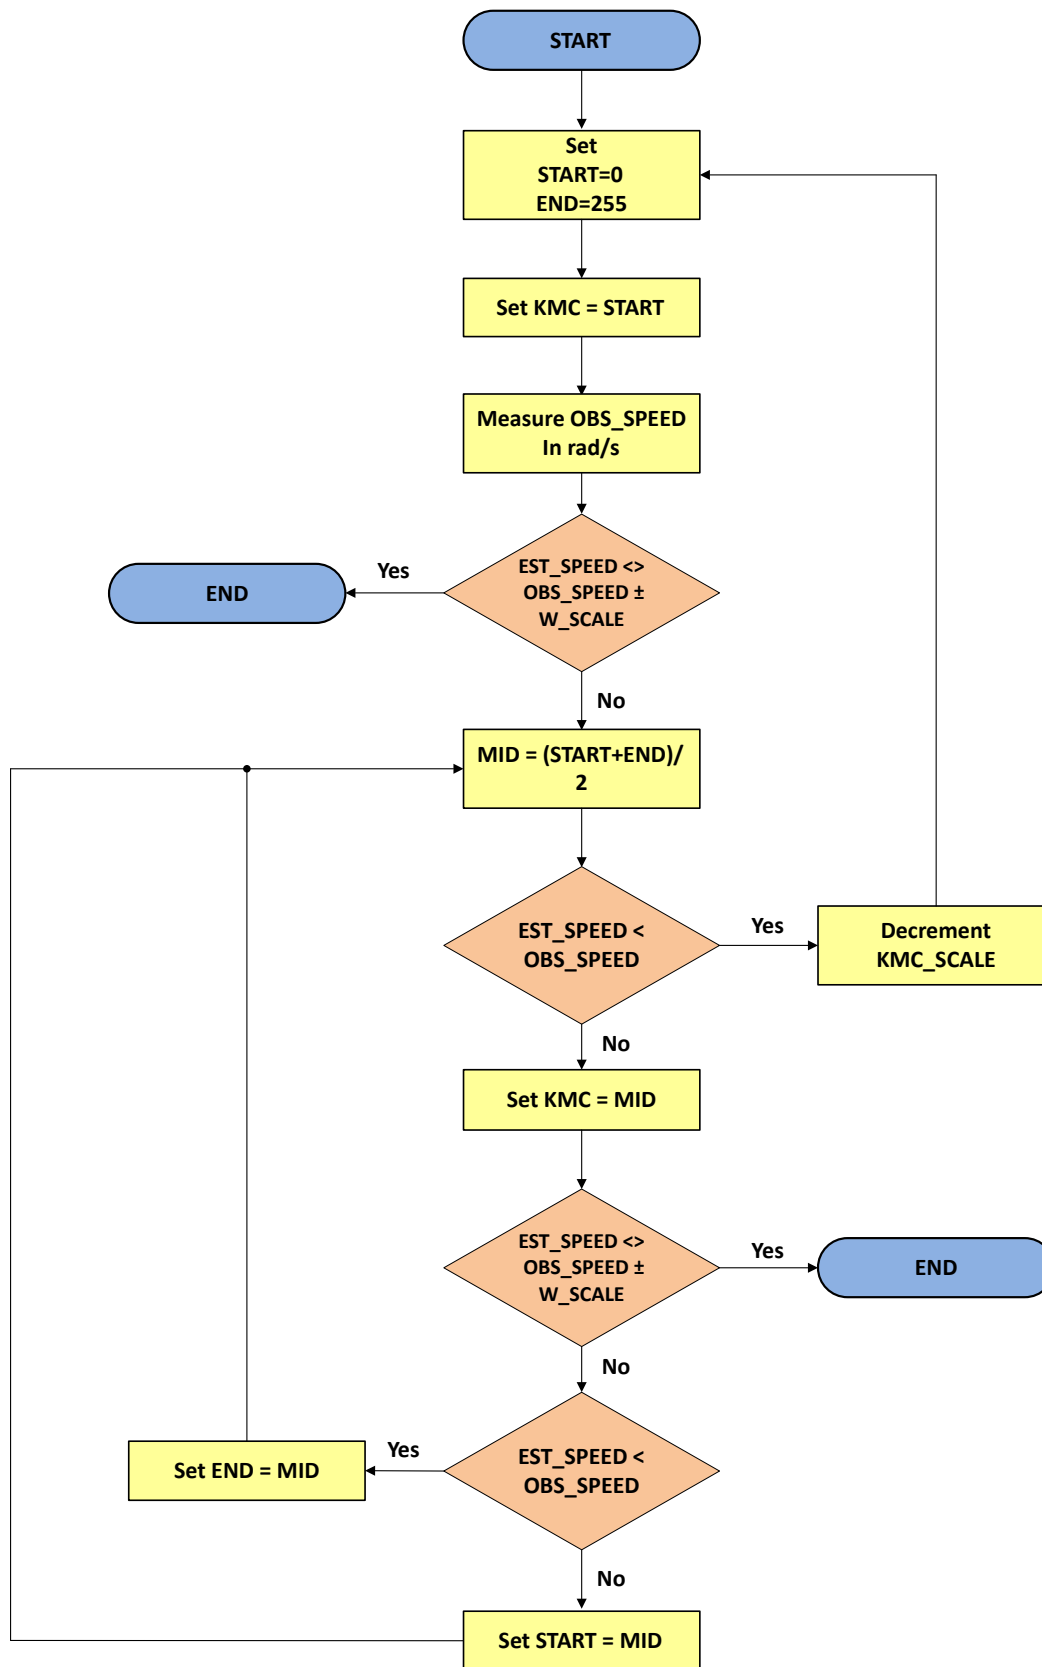 START
Set
START=0
END=255
Set KMC = START
Measure OBS_SPEED
In rad/s
EST_SPEED <>
OBS_SPEED ±
W_SCALE
Yes
END
No
MID = (START+END)/
2
EST_SPEED <
OBS_SPEED
Yes
Decrement
KMC_SCALE
No
Set KMC = MID
EST_SPEED <>
OBS_SPEED ±
W_SCALE
Yes
END
No
EST_SPEED <
OBS_SPEED
Yes
Set END = MID
No
Set START = MID